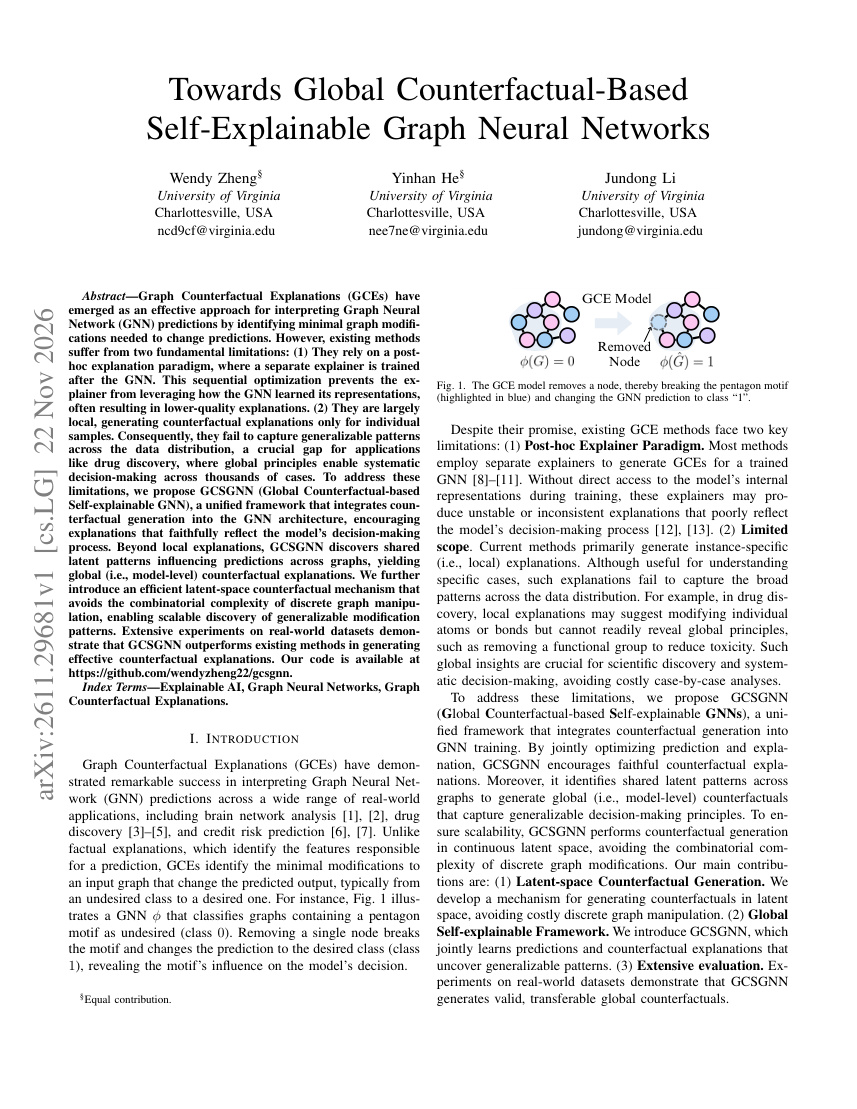 Towards Global Counterfactual-Based
Self-Explainable Graph Neural Networks
Wendy Zheng§
University of Virginia
Charlottesville, USA
ncd9cf@virginia.edu
Yinhan He§
University of Virginia
Charlottesville, USA
nee7ne@virginia.edu
Jundong Li
University of Virginia
Charlottesville, USA
jundong@virginia.edu
arXiv:2611.29681v1 [cs.LG] 22 Nov 2026
Abstract—Graph Counterfactual Explanations (GCEs) have
emerged as an effective approach for interpreting Graph Neural
Network (GNN) predictions by identifying minimal graph modifi-
cations needed to change predictions. However, existing methods
suffer from two fundamental limitations: (1) They rely on a post-
hoc explanation paradigm, where a separate explainer is trained
after the GNN. This sequential optimization prevents the ex-
plainer from leveraging how the GNN learned its representations,
often resulting in lower-quality explanations. (2) They are largely
local, generating counterfactual explanations only for individual
samples. Consequently, they fail to capture generalizable patterns
across the data distribution, a crucial gap for applications
like drug discovery, where global principles enable systematic
decision-making across thousands of cases. To address these
limitations, we propose GCSGNN (Global Counterfactual-based
Self-explainable GNN), a unified framework that integrates coun-
terfactual generation into the GNN architecture, encouraging
explanations that faithfully reflect the model's decision-making
process. Beyond local explanations, GCSGNN discovers shared
latent patterns influencing predictions across graphs, yielding
global (i.e., model-level) counterfactual explanations. We further
introduce an efficient latent-space counterfactual mechanism that
avoids the combinatorial complexity of discrete graph manipu-
lation, enabling scalable discovery of generalizable modification
patterns. Extensive experiments on real-world datasets demon-
strate that GCSGNN outperforms existing methods in generating
effective counterfactual explanations. Our code is available at
https://github.com/wendyzheng22/gcsgnn.
Index Terms—Explainable AI, Graph Neural Networks, Graph
Counterfactual Explanations.
I. INTRODUCTION
Graph Counterfactual Explanations (GCEs) have demon-
strated remarkable success in interpreting Graph Neural Net-
work (GNN) predictions across a wide range of real-world
applications, including brain network analysis [1], [2], drug
discovery [3]–[5], and credit risk prediction [6], [7]. Unlike
factual explanations, which identify the features responsible
for a prediction, GCEs identify the minimal modifications to
an input graph that change the predicted output, typically from
an undesired class to a desired one. For instance, Fig. 1 illus-
trates a GNN ϕ that classifies graphs containing a pentagon
motif as undesired (class 0). Removing a single node breaks
the motif and changes the prediction to the desired class (class
1), revealing the motif's influence on the model's decision.
§Equal contribution.
GCE Model
Removed
Node
ϕ(G) = 0
ϕ(Ĝ) = 1
Fig. 1. The GCE model removes a node, thereby breaking the pentagon motif
(highlighted in blue) and changing the GNN prediction to class “1”.
Despite their promise, existing GCE methods face two key
limitations: (1) Post-hoc Explainer Paradigm. Most methods
employ separate explainers to generate GCEs for a trained
GNN [8]–[11]. Without direct access to the model's internal
representations during training, these explainers may pro-
duce unstable or inconsistent explanations that poorly reflect
the model's decision-making process [12], [13]. (2) Limited
scope. Current methods primarily generate instance-specific
(i.e., local) explanations. Although useful for understanding
specific cases, such explanations fail to capture the broad
patterns across the data distribution. For example, in drug dis-
covery, local explanations may suggest modifying individual
atoms or bonds but cannot readily reveal global principles,
such as removing a functional group to reduce toxicity. Such
global insights are crucial for scientific discovery and system-
atic decision-making, avoiding costly case-by-case analyses.
To address these limitations, we propose GCSGNN
(Global Counterfactual-based Self-explainable GNNs), a uni-
fied framework that integrates counterfactual generation into
GNN training. By jointly optimizing prediction and expla-
nation, GCSGNN encourages faithful counterfactual expla-
nations. Moreover, it identifies shared latent patterns across
graphs to generate global (i.e., model-level) counterfactuals
that capture generalizable decision-making principles. To en-
sure scalability, GCSGNN performs counterfactual generation
in continuous latent space, avoiding the combinatorial com-
plexity of discrete graph modifications. Our main contribu-
tions are: (1) Latent-space Counterfactual Generation. We
develop a mechanism for generating counterfactuals in latent
space, avoiding costly discrete graph manipulation. (2) Global
Self-explainable Framework. We introduce GCSGNN, which
jointly learns predictions and counterfactual explanations that
uncover generalizable patterns. (3) Extensive evaluation. Ex-
periments on real-world datasets demonstrate that GCSGNN
generates valid, transferable global counterfactuals.